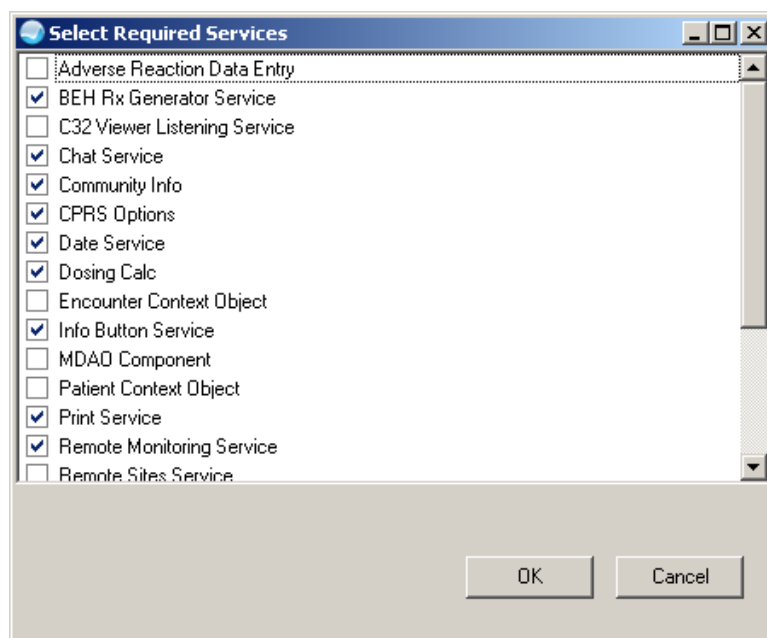 Select Required Services
Adverse Reaction Data Entry
BEH Rx Generator Service
C32 Viewer Listening Service
Chat Service
Community Info
CPRS Options
Date Service
Dosing Calc
Encounter Context Object
Info Button Service
MDAO Component
Patient Context Object
Print Service
Remote Monitoring Service
Remote Sites Service
OK Cancel